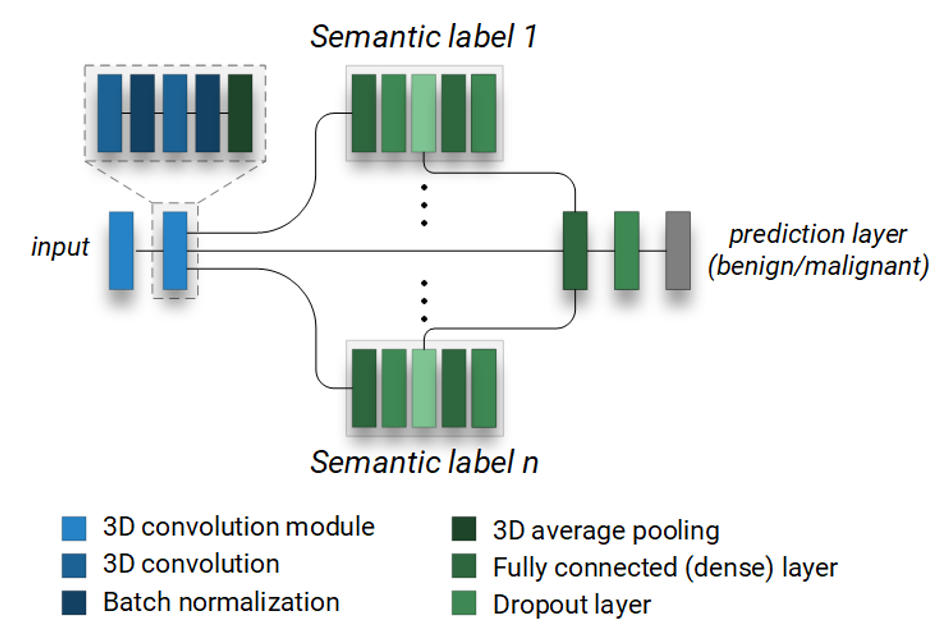 Semantic label 1
input
prediction layer
(benign/malignant)
Semantic label n
3D convolution module
3D convolution
Batch normalization
3D average pooling
Fully connected (dense) layer
Dropout layer